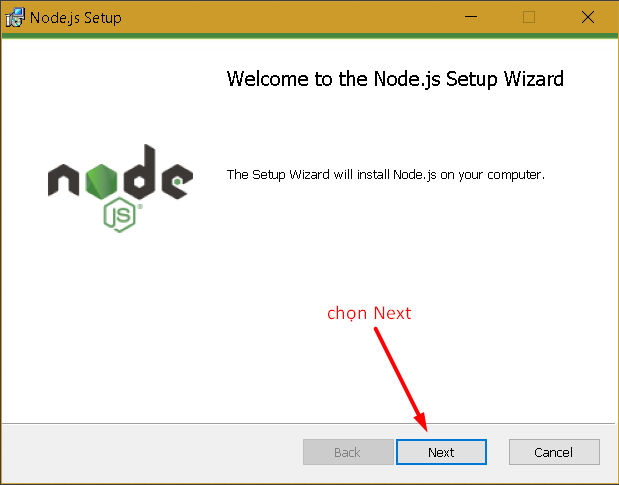 Node.js Setup
Welcome to the Node.js Setup Wizard
node
JS
The Setup Wizard will install Node.js on your computer.
chọn Next
Back Next Cancel